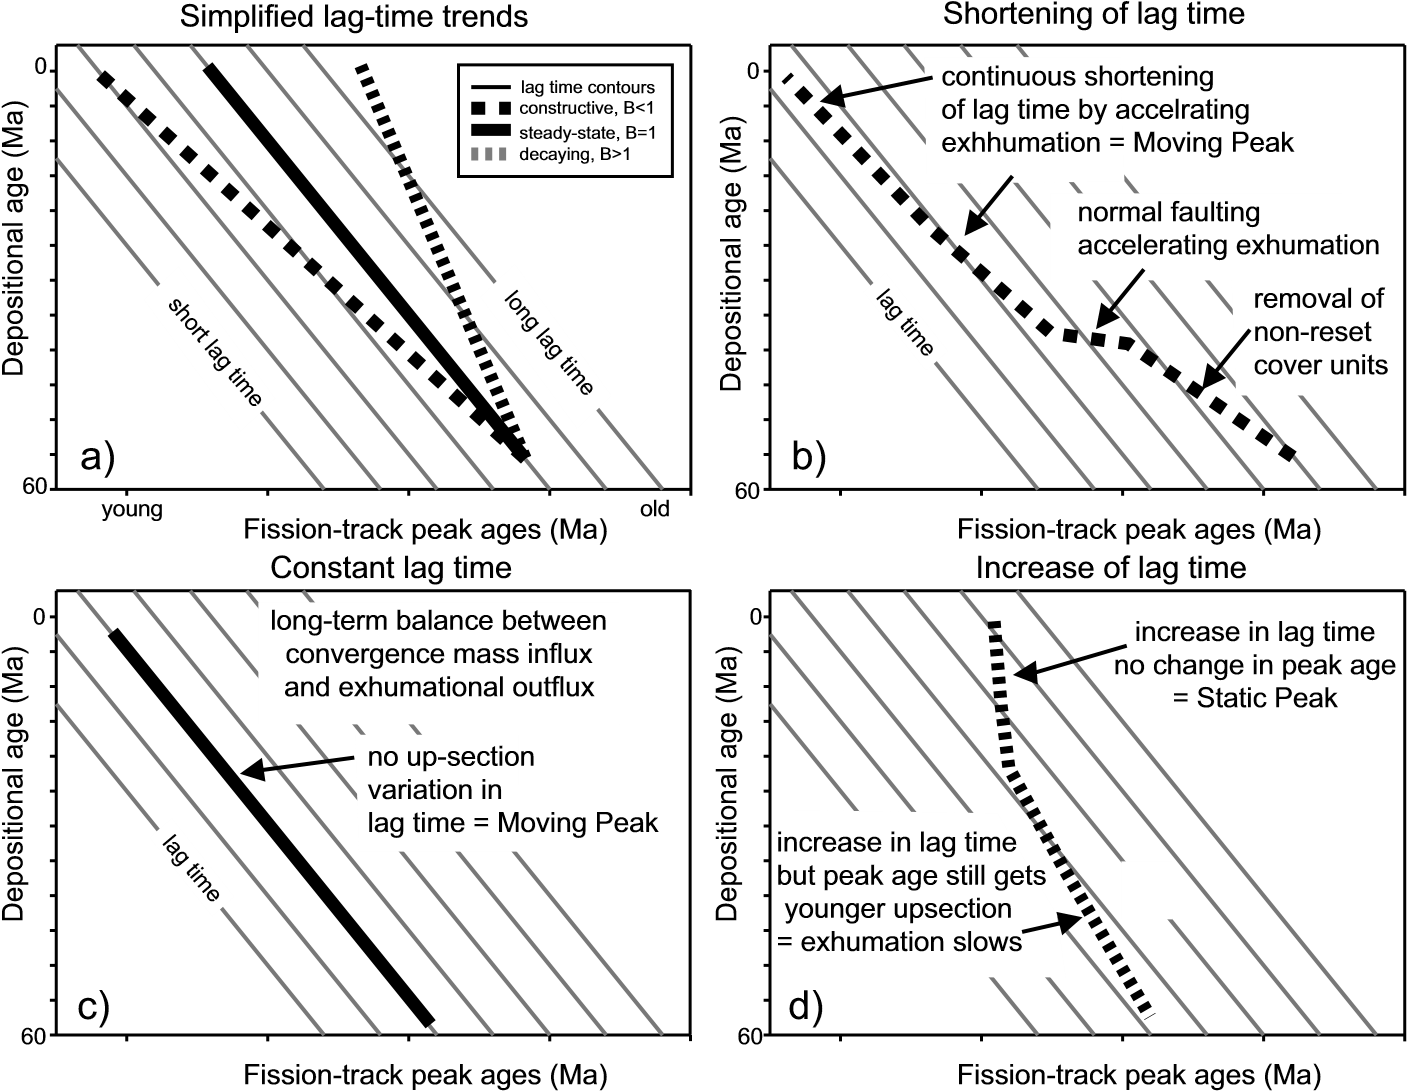 Simplified lag-time trends
0
lag time contours
constructive, B<1
steady-state, B=1
decaying, B>1
Depositional age (Ma)
short lag time
long lag time
a)
60
young
old
Fission-track peak ages (Ma)
Shortening of lag time
0
continuous shortening
of lag time by accelrating
exhhumation = Moving Peak
normal faulting
accelerating exhumation
removal of
non-reset
cover units
Depositional age (Ma)
lag time
b)
60
Fission-track peak ages (Ma)
Constant lag time
0
long-term balance between
convergence mass influx
and exhumational outflux
no up-section
variation in
lag time = Moving Peak
Depositional age (Ma)
lag time
c)
60
Fission-track peak ages (Ma)
Increase of lag time
0
increase in lag time
no change in peak age
= Static Peak
Depositional age (Ma)
increase in lag time
but peak age still gets
younger upsection
= exhumation slows
d)
60
Fission-track peak ages (Ma)